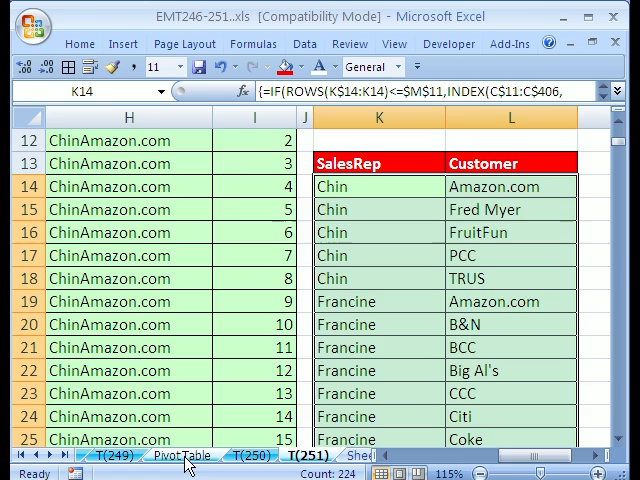 EMT246-251..xls [Compatibility Mode] - Microsoft Excel
Home Insert Page Layout Formulas Data Review View Developer Add-Ins
11 General
K14 fx {=IF(ROWS(K$14:K14)<=$M$11,INDEX(C$11:C$406,
H I J K L
12 ChinAmazon.com 2
13 ChinAmazon.com 3 SalesRep Customer
14 ChinAmazon.com 4 Chin Amazon.com
15 ChinAmazon.com 5 Chin Fred Myer
16 ChinAmazon.com 6 Chin FruitFun
17 ChinAmazon.com 7 Chin PCC
18 ChinAmazon.com 8 Chin TRUS
19 ChinAmazon.com 9 Francine Amazon.com
20 ChinAmazon.com 10 Francine B&N
21 ChinAmazon.com 11 Francine BCC
22 ChinAmazon.com 12 Francine Big Al's
23 ChinAmazon.com 13 Francine CCC
24 ChinAmazon.com 14 Francine Citi
25 ChinAmazon.com 15 Francine Coke
T(249) PivotTable T(250) T(251) Shee
Ready Count: 224 115%